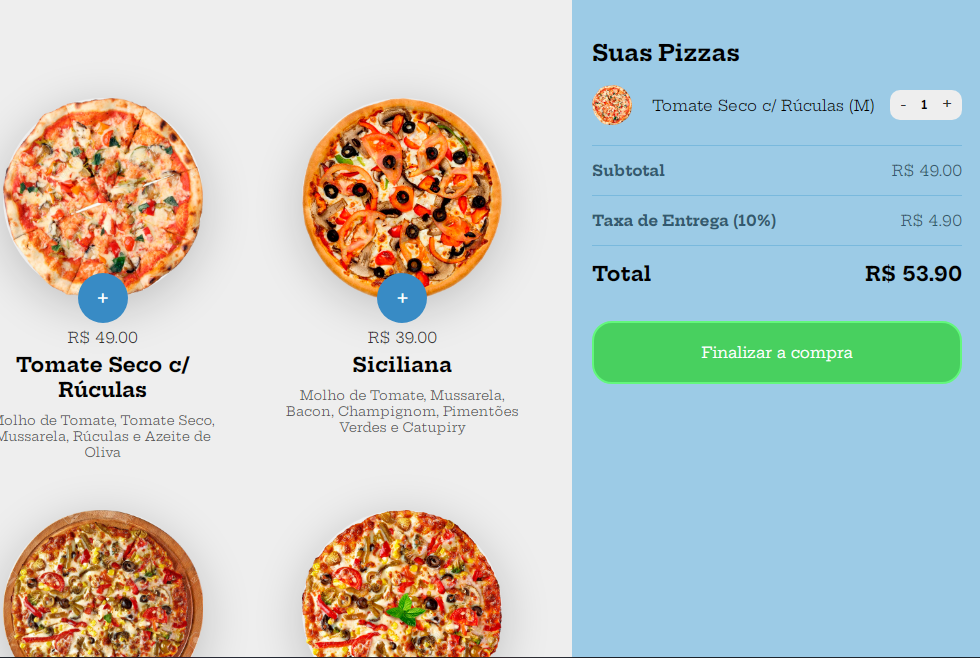 +
R$ 49.00
Tomate Seco c/
Rúculas
Molho de Tomate, Tomate Seco,
Mussarela, Rúculas e Azeite de
Oliva
+
R$ 39.00
Siciliana
Molho de Tomate, Mussarela,
Bacon, Champignom, Pimentões
Verdes e Catupiry
Suas Pizzas
Tomate Seco c/ Rúculas (M) - 1 +
Subtotal R$ 49.00
Taxa de Entrega (10%) R$ 4.90
Total R$ 53.90
Finalizar a compra